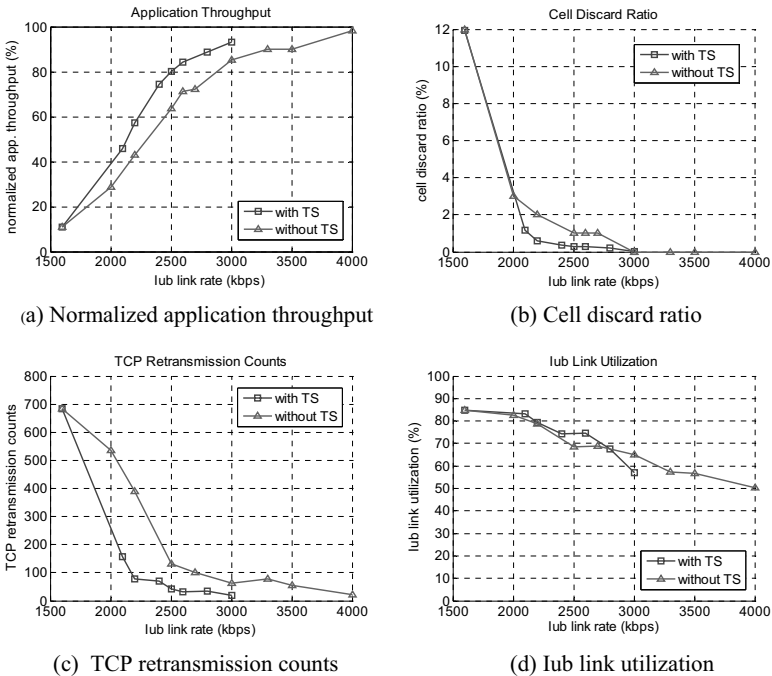 Application Throughput
100
80
60
40
20
0
normalized app. throughput (%)
with TS
without TS
1500 2000 2500 3000 3500 4000
Iub link rate (kbps)
(a) Normalized application throughput
Cell Discard Ratio
12
10
8
6
4
2
0
cell discard ratio (%)
with TS
without TS
1500 2000 2500 3000 3500 4000
Iub link rate (kbps)
(b) Cell discard ratio
TCP Retransmission Counts
800
700
600
500
400
300
200
100
0
TCP retransmission counts
with TS
without TS
1500 2000 2500 3000 3500 4000
Iub link rate (kbps)
(c) TCP retransmission counts
Iub Link Utilization
100
90
80
70
60
50
40
30
20
10
0
Iub link utilization (%)
with TS
without TS
1500 2000 2500 3000 3500 4000
Iub link rate (kbps)
(d) Iub link utilization